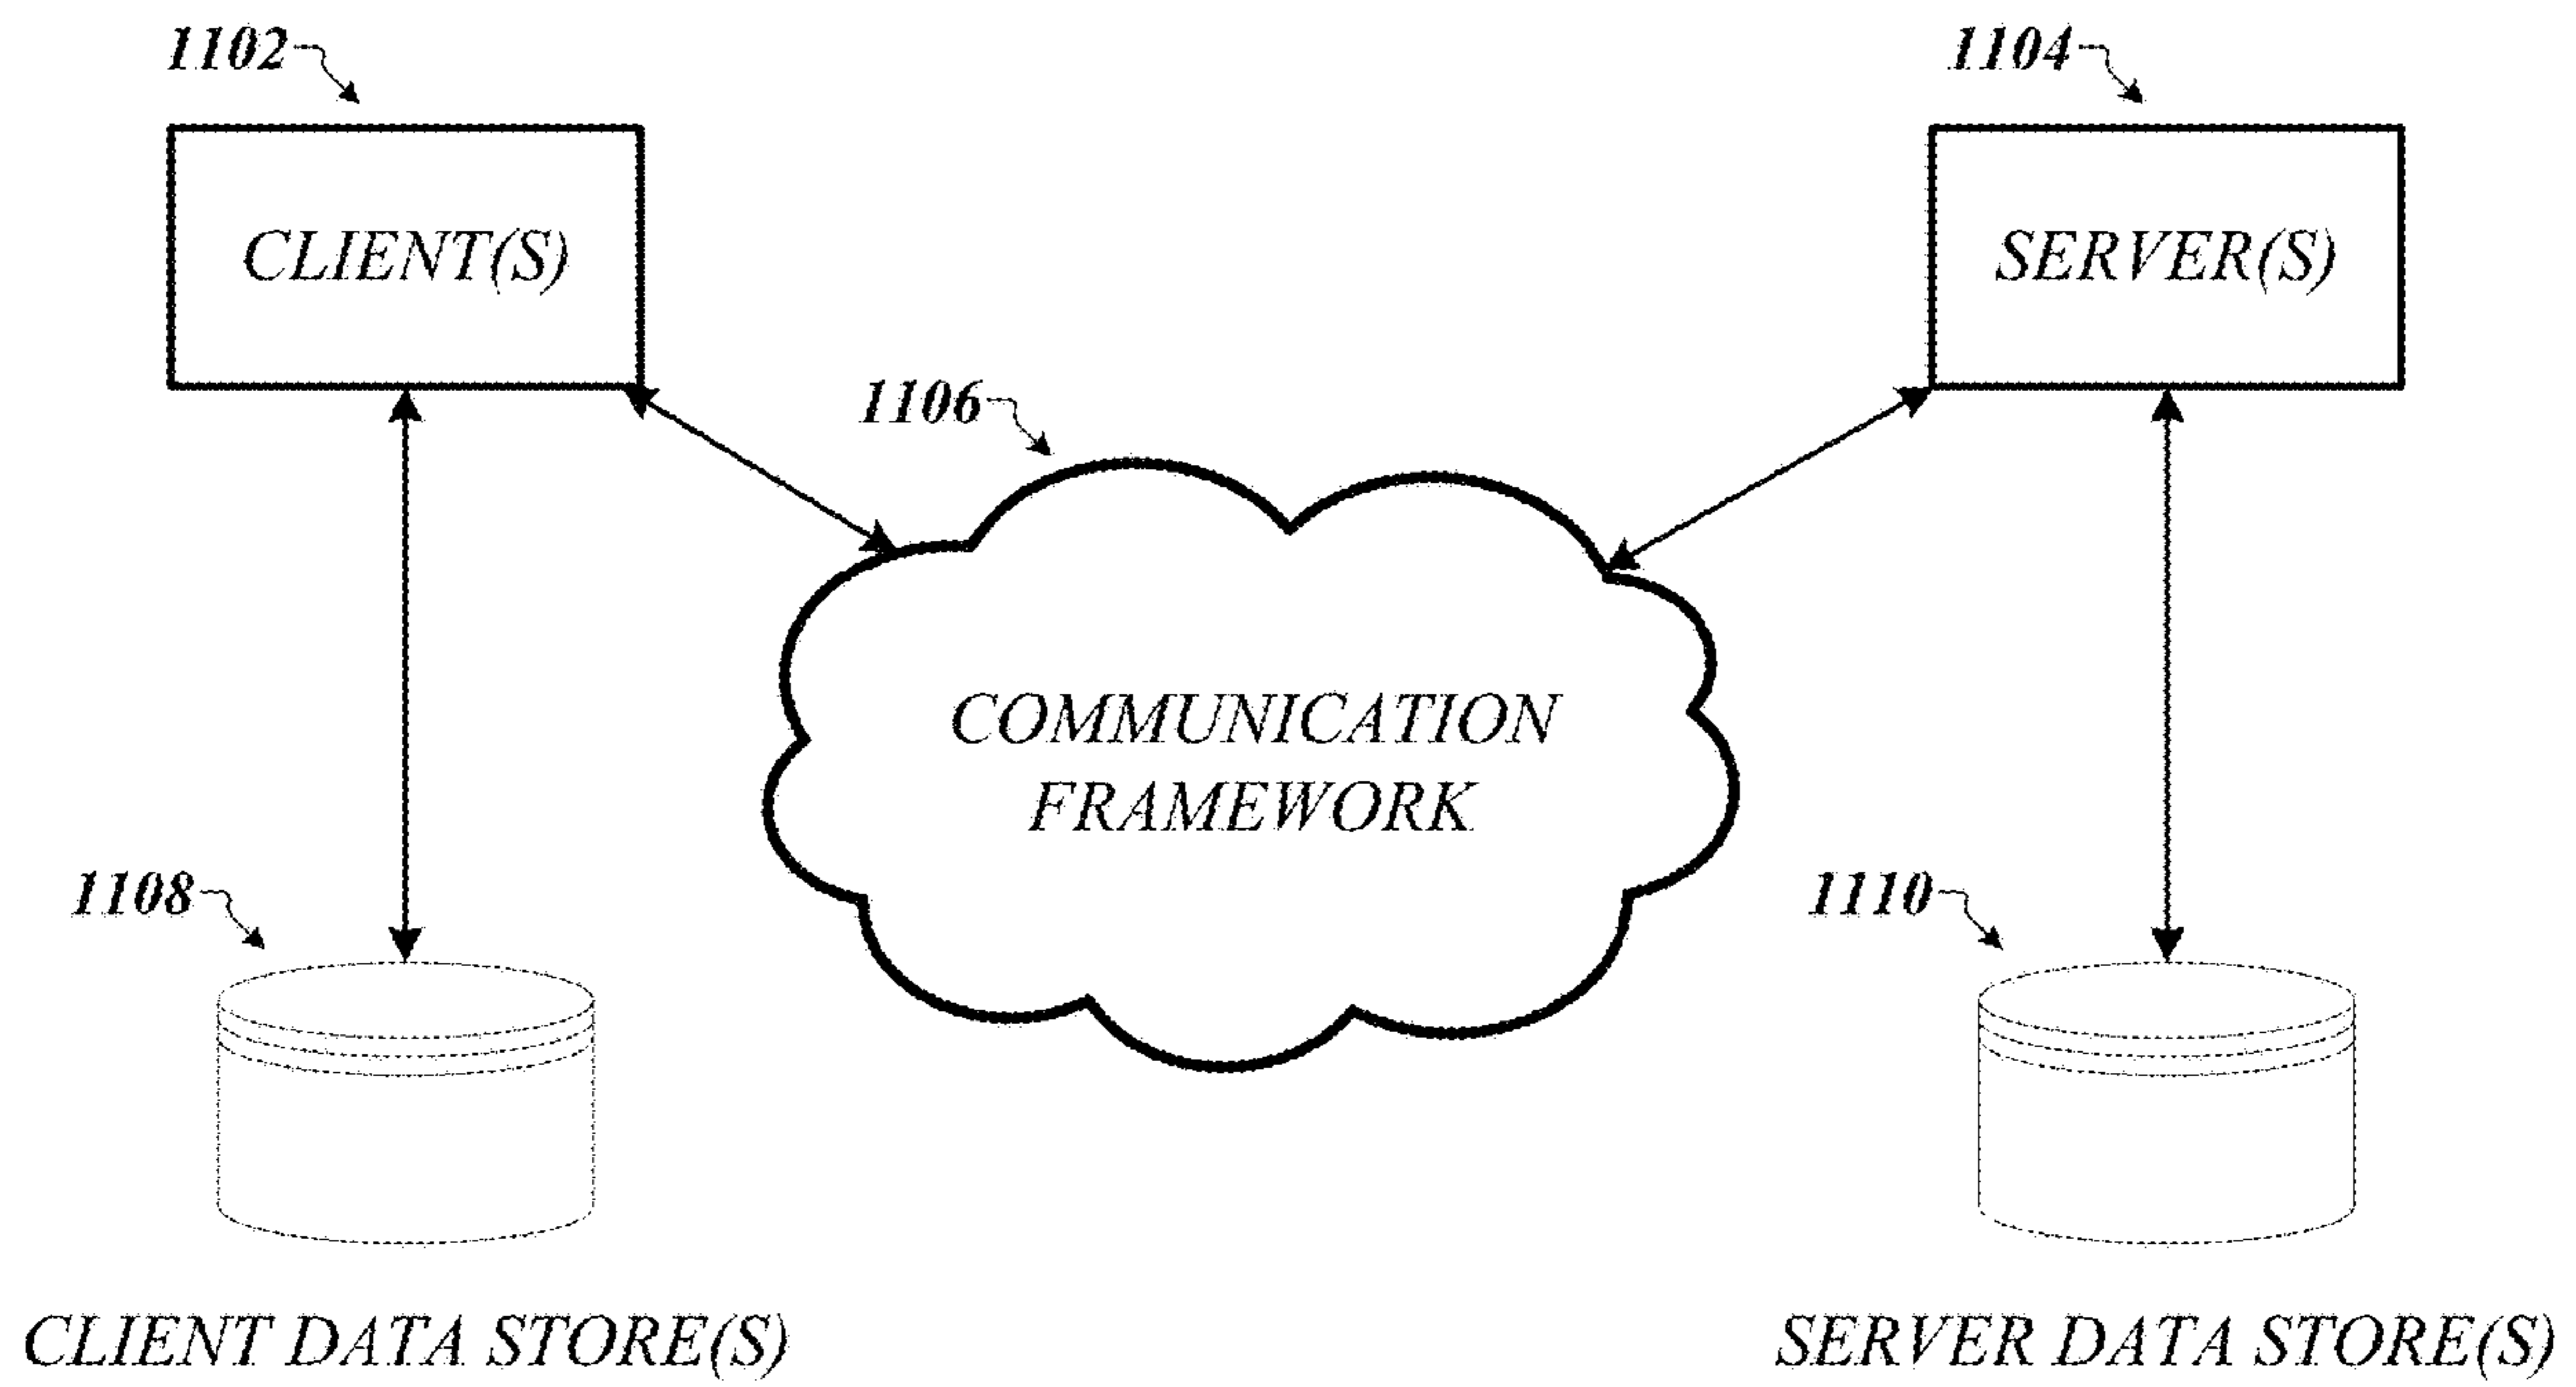 1102
1104
CLIENT(S)
SERVER(S)
1106
COMMUNICATION
FRAMEWORK
1108
1110
CLIENT DATA STORE(S)
SERVER DATA STORE(S)